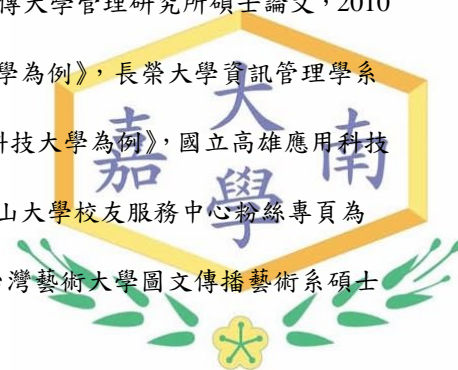 傳大學管理研究所碩士論文，2010
學為例》，長榮大學資訊管理學系
科技大學為例》，國立高雄應用科技
山大學校友服務中心粉絲專頁為
台灣藝術大學圖文傳播藝術系碩士
大
嘉 南
學